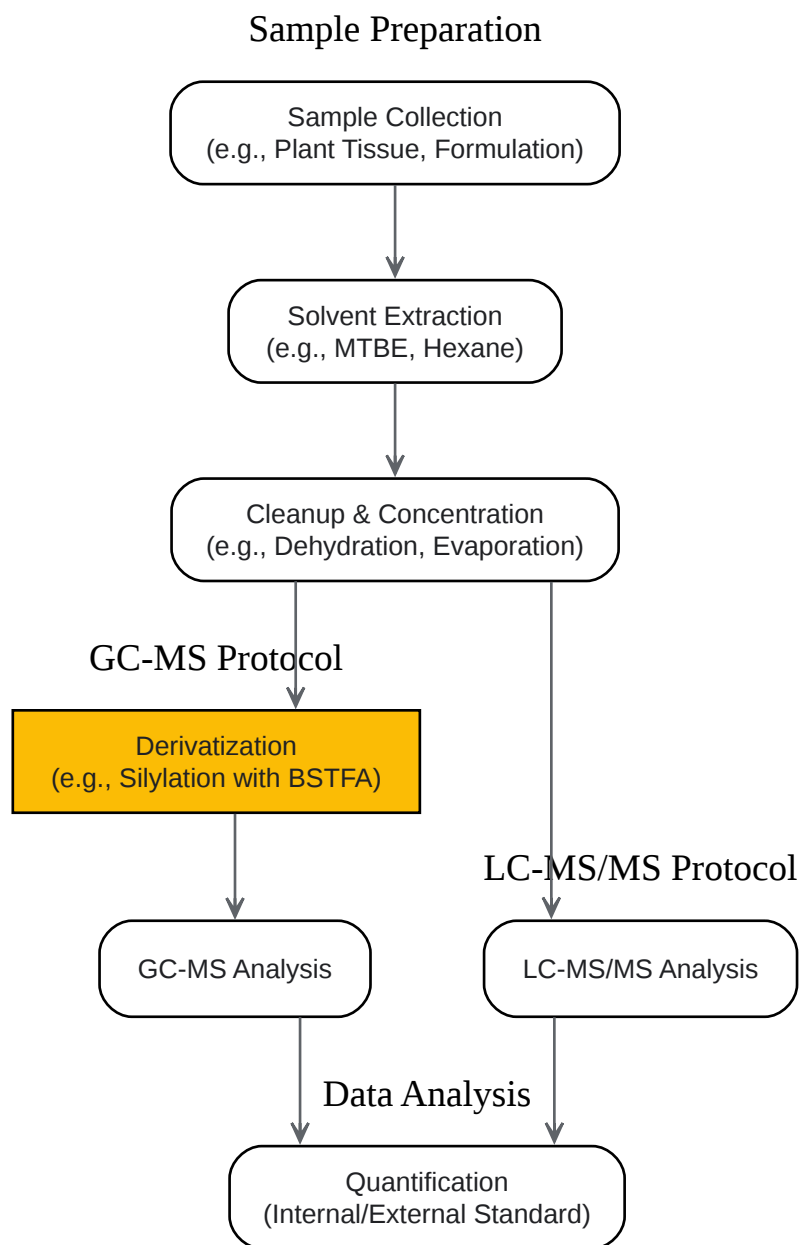 Sample Preparation
Sample Collection
(e.g., Plant Tissue, Formulation)
Solvent Extraction
(e.g., MTBE, Hexane)
Cleanup & Concentration
(e.g., Dehydration, Evaporation)
GC-MS Protocol
Derivatization
(e.g., Silylation with BSTFA)
LC-MS/MS Protocol
GC-MS Analysis
LC-MS/MS Analysis
Data Analysis
Quantification
(Internal/External Standard)